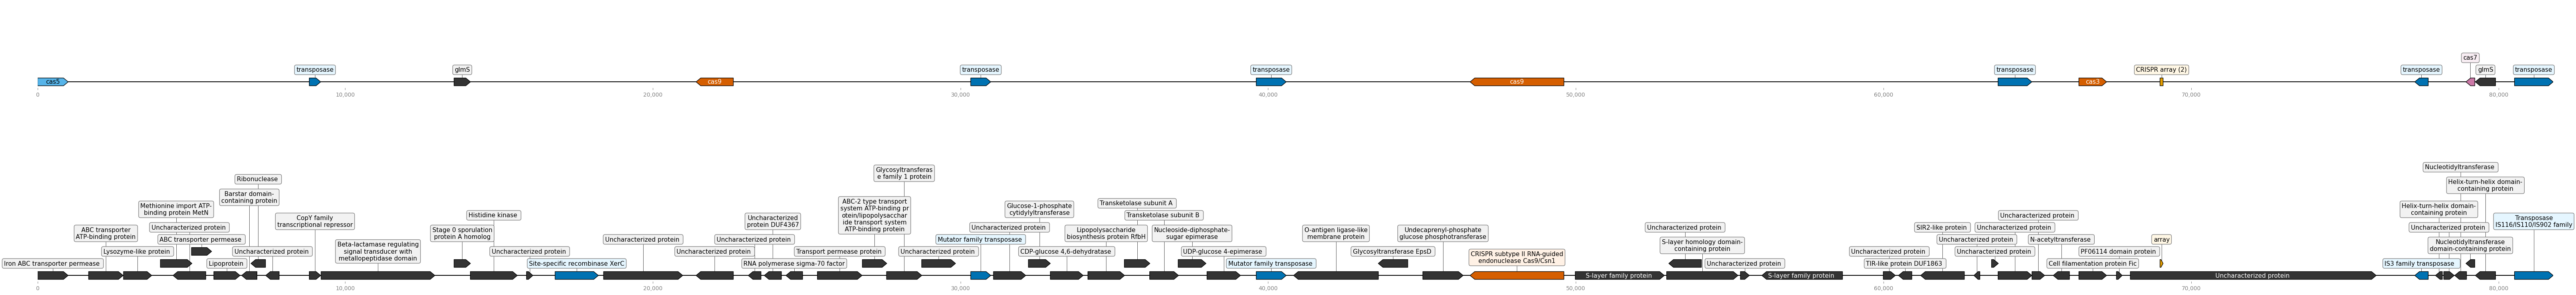 transposase
glmS
transposase
transposase
transposase
CRISPR array (2)
transposase
cas7
glmS
transposase
cas5
cas9
cas9
cas3
0
10,000
20,000
30,000
40,000
50,000
60,000
70,000
80,000
Iron ABC transporter permease
ABC transporter
ATP-binding protein
Lysozyme-like protein
Methionine import ATP-
binding protein MetN
Uncharacterized protein
ABC transporter permease
Lipoprotein
Barstar domain-
containing protein
Ribonuclease
Uncharacterized protein
CopY family
transcriptional repressor
Beta-lactamase regulating
signal transducer with
metallopeptidase domain
Stage 0 sporulation
protein A homolog
Histidine kinase
Uncharacterized protein
Site-specific recombinase XerC
Uncharacterized protein
Uncharacterized protein
Uncharacterized protein
RNA polymerase sigma-70 factor
Uncharacterized
protein DUF4367
Transport permease protein
ABC-2 type transport
system ATP-binding pr
otein/lipopolysacchar
ide transport system
ATP-binding protein
Glycosyltransferas
e family 1 protein
Uncharacterized protein
Mutator family transposase
Uncharacterized protein
Glucose-1-phosphate
cytidylyltransferase
CDP-glucose 4,6-dehydratase
Lipopolysaccharide
biosynthesis protein RfbH
Transketolase subunit A
Transketolase subunit B
Nucleoside-diphosphate-
sugar epimerase
UDP-glucose 4-epimerase
Mutator family transposase
O-antigen ligase-like
membrane protein
Glycosyltransferase EpsD
Undecaprenyl-phosphate
glucose phosphotransferase
CRISPR subtype II RNA-guided
endonuclease Cas9/Csn1
S-layer family protein
Uncharacterized protein
S-layer homology domain-
containing protein
Uncharacterized protein
S-layer family protein
Uncharacterized protein
TIR-like protein DUF1863
SIR2-like protein
Uncharacterized protein
Uncharacterized protein
Uncharacterized protein
N-acetyltransferase
Cell filamentation protein Fic
PF06114 domain protein
array
Uncharacterized protein
IS3 family transposase
Uncharacterized protein
Helix-turn-helix domain-
containing protein
Nucleotidyltransferase
Nucleotidyltransferase
domain-containing protein
Helix-turn-helix domain-
containing protein
Transposase
IS116/IS110/IS902 family
0
10,000
20,000
30,000
40,000
50,000
60,000
70,000
80,000